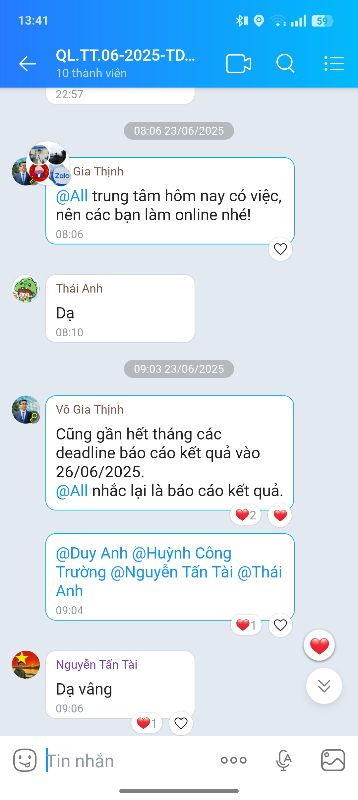 13:41
59
QL.TT.06-2025-TD...
10 thành viên
22:57
08:06 23/06/2025
Gia Thịnh
Zalo
@All trung tâm hôm nay có việc,
nên các bạn làm online nhé!
08:06
Thái Anh
Dạ
08:10
09:03 23/06/2025
Võ Gia Thịnh
Cũng gần hết tháng các
deadline báo cáo kết quả vào
26/06/2025.
@All nhắc lại là báo cáo kết quả.
2
@Duy Anh @Huỳnh Công
Trường @Nguyễn Tấn Tài @Thái
Anh
09:04
1
Nguyễn Tấn Tài
Dạ vâng
09:06
1
Tin nhắn